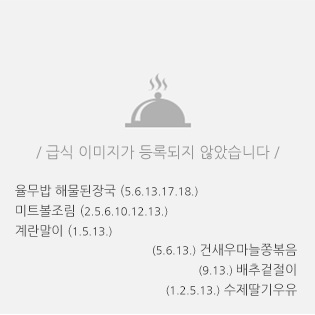 / 급식 이미지가 등록되지 않았습니다 /
율무밥 해물된장국 (5.6.13.17.18.)
미트볼조림 (2.5.6.10.12.13.)
계란말이 (1.5.13.)
(5.6.13.) 건새우마늘쫑볶음
(9.13.) 배추겉절이
(1.2.5.13.) 수제딸기우유